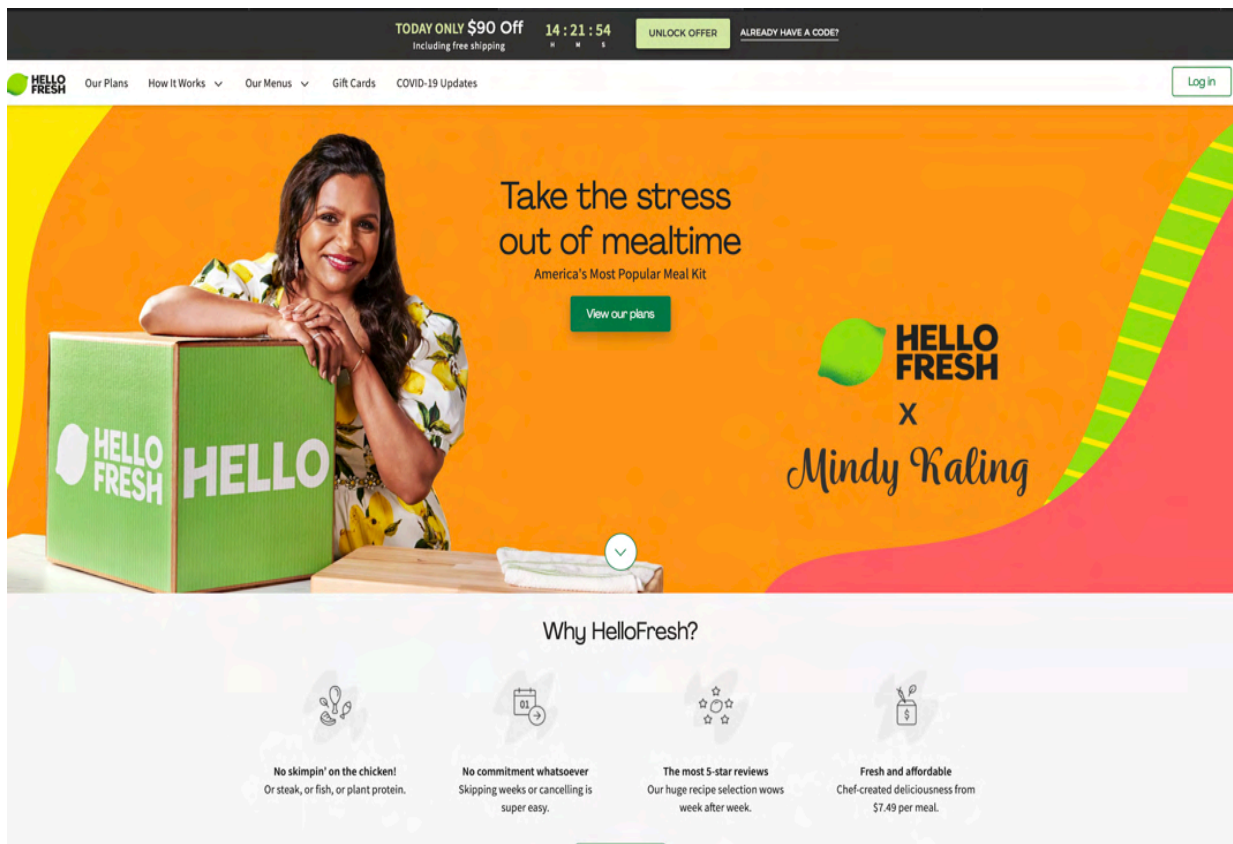 TODAY ONLY $90 Off
Including free shipping
14 : 21 : 54
H M S
UNLOCK OFFER
ALREADY HAVE A CODE?
HELLO
FRESH
Our Plans
How It Works
Our Menus
Gift Cards
COVID-19 Updates
Log in
Take the stress
out of mealtime
America's Most Popular Meal Kit
View our plans
HELLO
FRESH
X
Mindy Kaling
HELLO
FRESH
HELLO
Why HelloFresh?
01
$
No skimpin' on the chicken!
Or steak, or fish, or plant protein.
No commitment whatsoever
Skipping weeks or cancelling is
super easy.
The most 5-star reviews
Our huge recipe selection wows
week after week.
Fresh and affordable
Chef-created deliciousness from
$7.49 per meal.